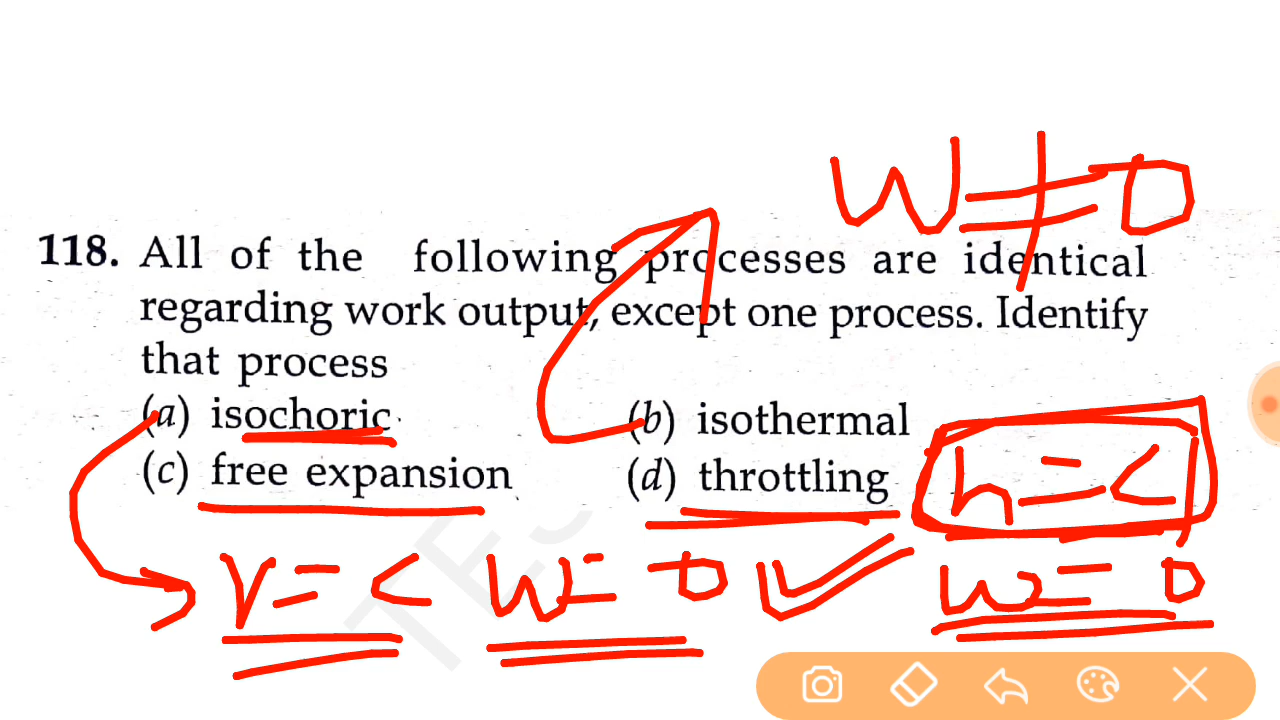 W≠0
118. All of the following processes are identical
regarding work output, except one process. Identify
that process
(a) isochoric (b) isothermal
(c) free expansion (d) throttling h=c
V=C W=0 W=0